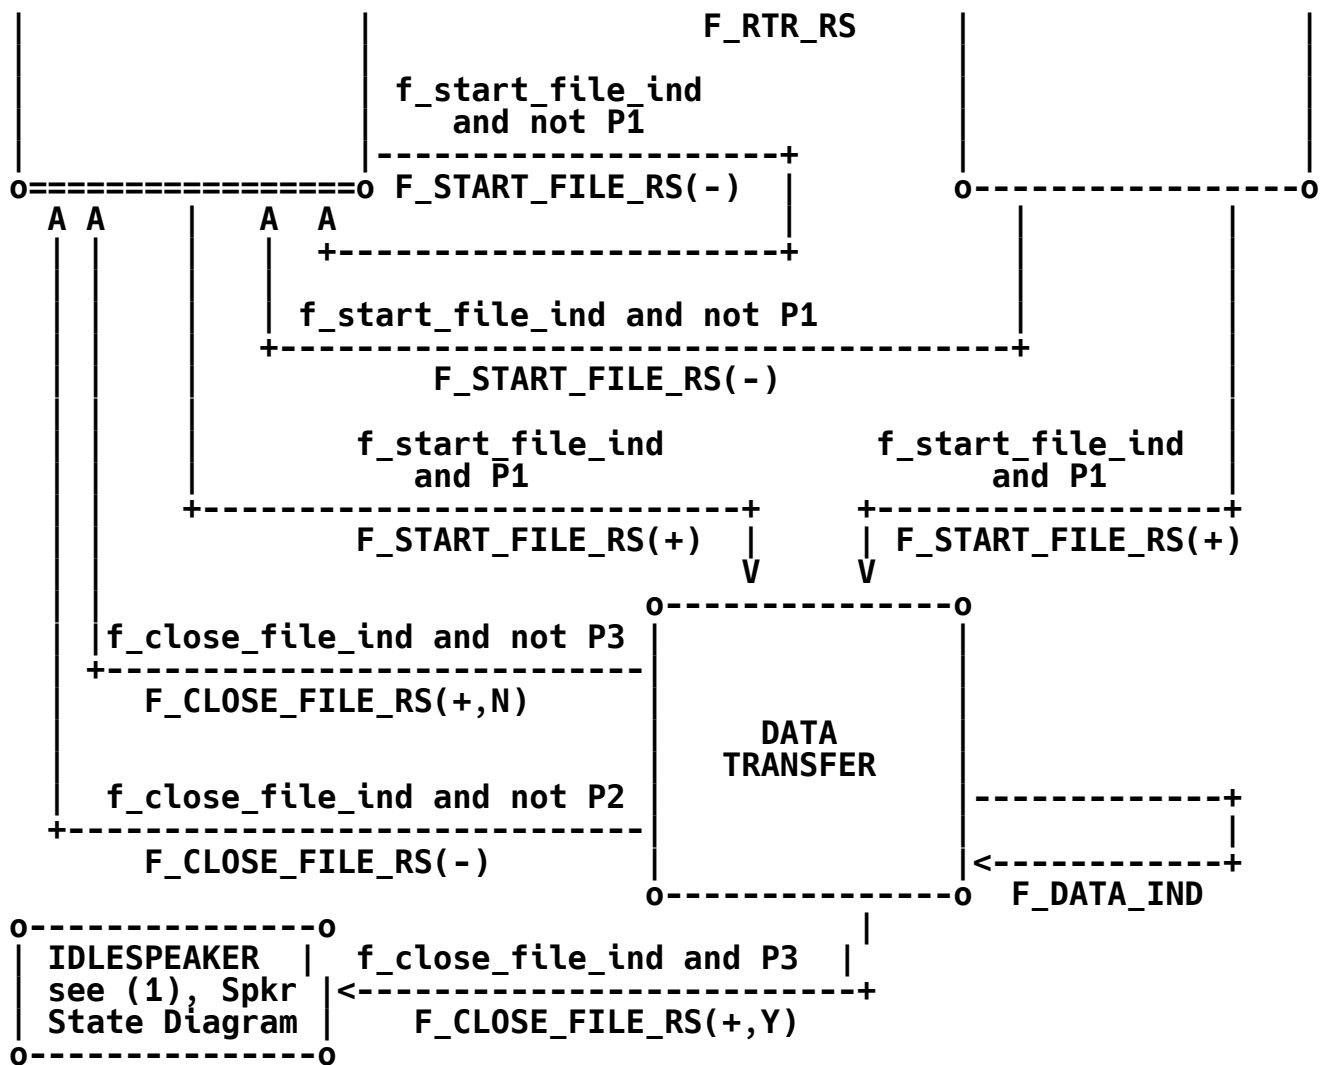 F_RTR_RS
f_start_file_ind
and not P1
F_START_FILE_RS(-)
A A A A
f_start_file_ind and not P1
F_START_FILE_RS(-)
f_start_file_ind f_start_file_ind
and P1 and P1
F_START_FILE_RS(+) F_START_FILE_RS(+)
V V
f_close_file_ind and not P3
F_CLOSE_FILE_RS(+,N)
DATA
TRANSFER
f_close_file_ind and not P2
F_CLOSE_FILE_RS(-)
F_DATA_IND
IDLESPEAKER f_close_file_ind and P3
see (1), Spkr
State Diagram F_CLOSE_FILE_RS(+,Y)